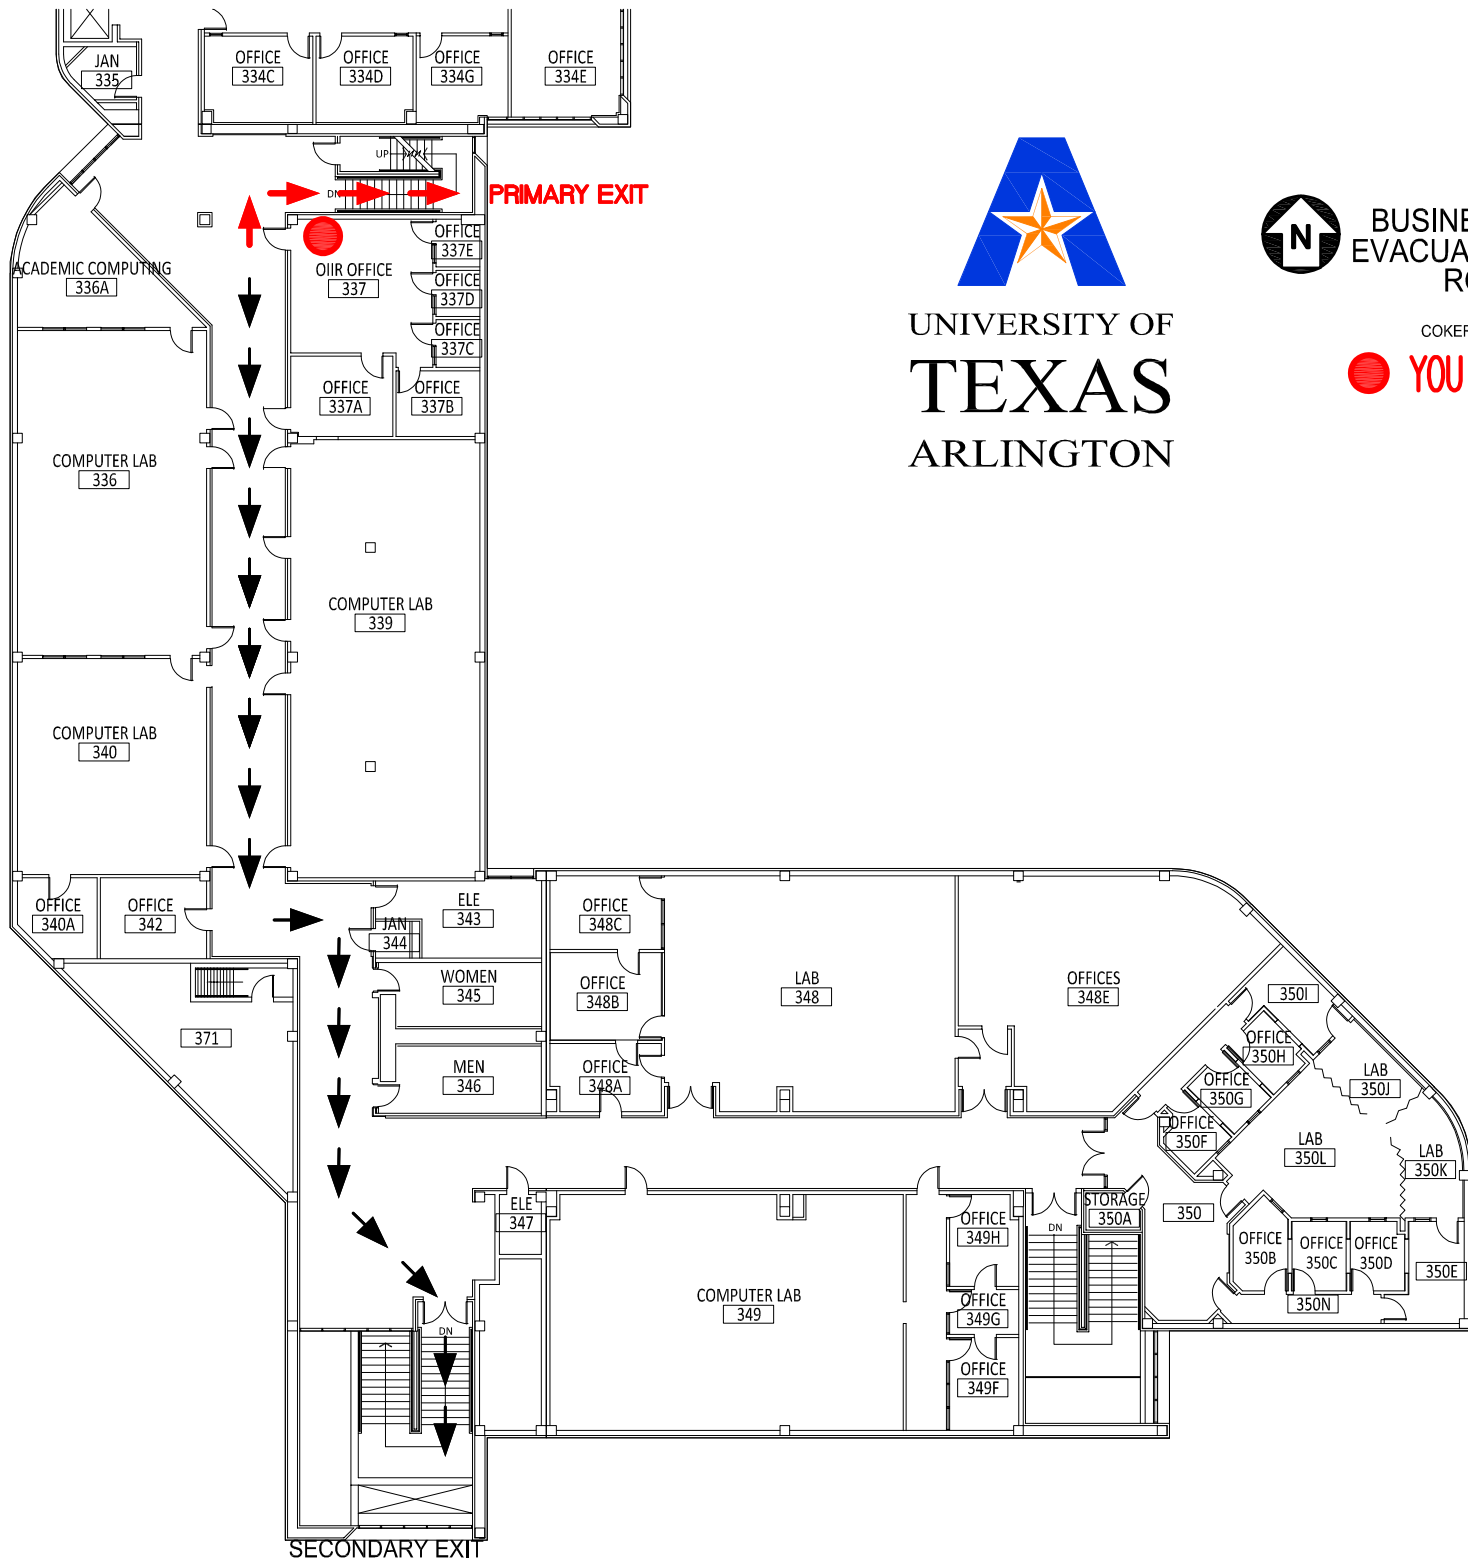 JAN
335
OFFICE
334C
OFFICE
334D
OFFICE
334G
OFFICE
334E
UP
DN
PRIMARY EXIT
ACADEMIC COMPUTING
336A
OIIR OFFICE
337
OFFICE
337E
OFFICE
337D
OFFICE
337C
OFFICE
337A
OFFICE
337B
UNIVERSITY OF
TEXAS
ARLINGTON
N
BUSINE
EVACUA
RO
COKER
YOU
COMPUTER LAB
336
COMPUTER LAB
339
COMPUTER LAB
340
OFFICE
340A
OFFICE
342
ELE
343
JAN
344
WOMEN
345
MEN
346
371
OFFICE
348C
OFFICE
348B
OFFICE
348A
LAB
348
OFFICES
348E
350I
OFFICE
350H
OFFICE
350G
OFFICE
350F
LAB
350J
LAB
350L
LAB
350K
ELE
347
COMPUTER LAB
349
OFFICE
349H
OFFICE
349G
OFFICE
349F
DN
STORAGE
350A
350
OFFICE
350B
OFFICE
350C
OFFICE
350D
350E
350N
DN
SECONDARY EXIT